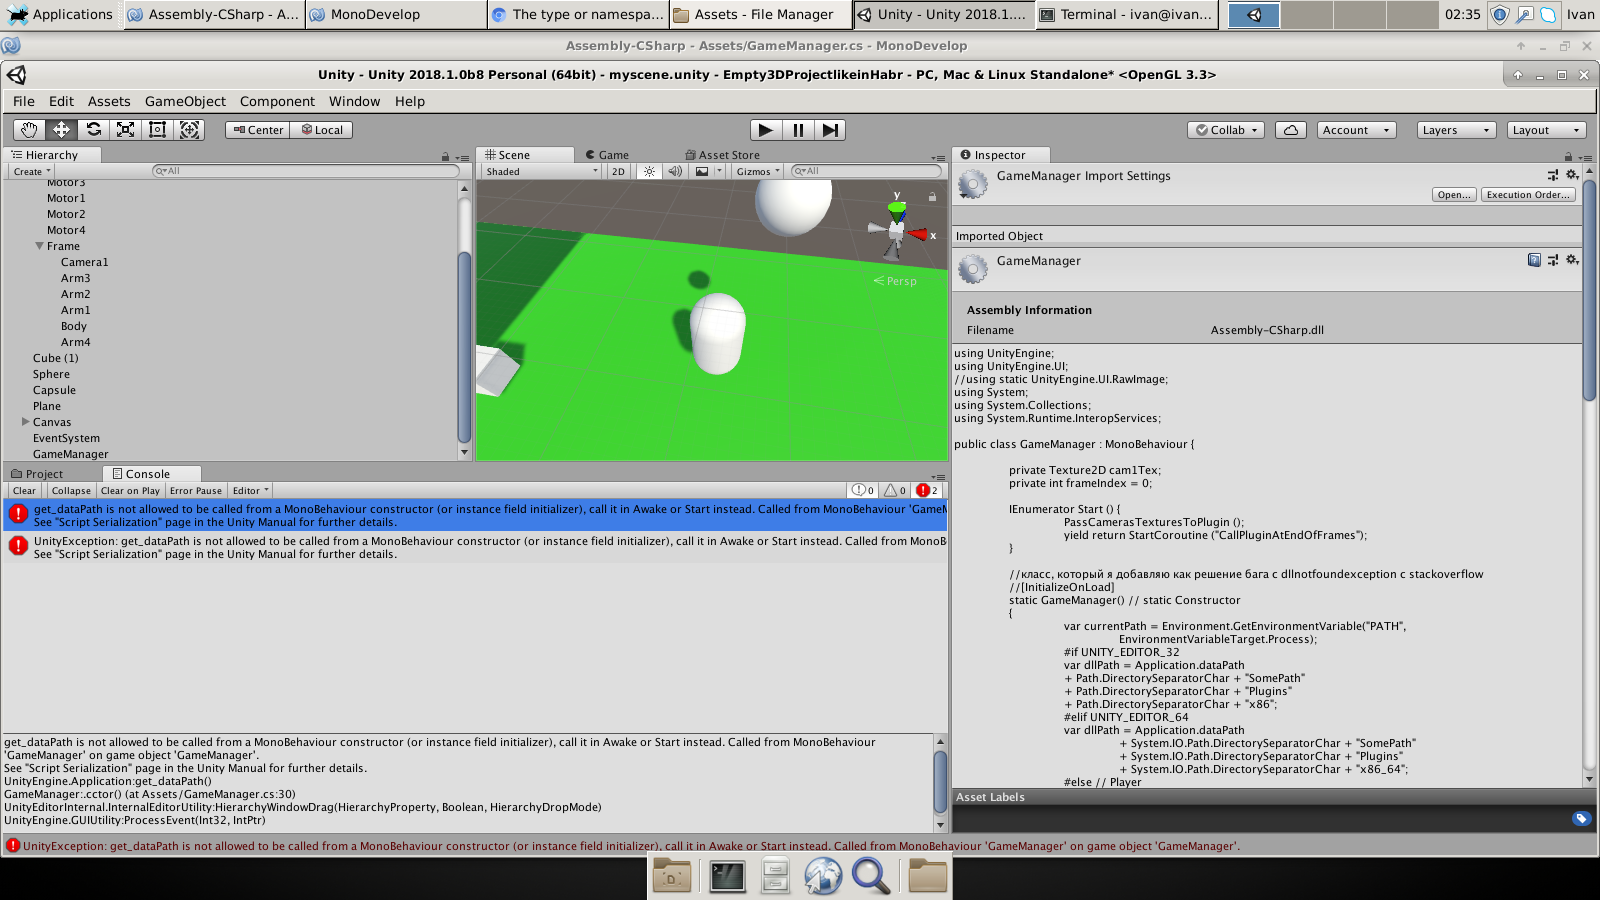 Applications
Assembly-CSharp - A...
MonoDevelop
The type or namespa...
Assets - File Manager
Unity - Unity 2018.1....
Terminal - ivan@ivan...
02:35
Ivan
Assembly-CSharp - Assets/GameManager.cs - MonoDevelop
Unity - Unity 2018.1.0b8 Personal (64bit) - myscene.unity - Empty3DProjectlikeinHabr - PC, Mac & Linux Standalone* <OpenGL 3.3>
File Edit Assets GameObject Component Window Help
Center Local
Collab Account Layers Layout
Hierarchy
Create All
Motor3
Motor1
Motor2
Motor4
Frame
Camera1
Arm3
Arm2
Arm1
Body
Arm4
Cube (1)
Sphere
Capsule
Plane
Canvas
EventSystem
GameManager
Scene Game Asset Store
Shaded 2D Gizmos All
y
x
Persp
Inspector
GameManager Import Settings
Open... Execution Order...
Imported Object
GameManager
Assembly Information
Filename Assembly-CSharp.dll
using UnityEngine;
using UnityEngine.UI;
//using static UnityEngine.UI.RawImage;
using System;
using System.Collections;
using System.Runtime.InteropServices;
public class GameManager : MonoBehaviour {
private Texture2D cam1Tex;
private int frameIndex = 0;
IEnumerator Start () {
PassCamerasTexturesToPlugin ();
yield return StartCoroutine ("CallPluginAtEndOfFrames");
}
//класс, который я добавляю как решение бага с dllnotfoundexception с stackoverflow
//[InitializeOnLoad]
static GameManager() // static Constructor
{
var currentPath = Environment.GetEnvironmentVariable("PATH",
EnvironmentVariableTarget.Process);
#if UNITY_EDITOR_32
var dllPath = Application.dataPath
+ Path.DirectorySeparatorChar + "SomePath"
+ Path.DirectorySeparatorChar + "Plugins"
+ Path.DirectorySeparatorChar + "x86";
#elif UNITY_EDITOR_64
var dllPath = Application.dataPath
+ System.IO.Path.DirectorySeparatorChar + "SomePath"
+ System.IO.Path.DirectorySeparatorChar + "Plugins"
+ System.IO.Path.DirectorySeparatorChar + "x86_64";
#else // Player
Asset Labels
Project Console
Clear Collapse Clear on Play Error Pause Editor 0 0 2
get_dataPath is not allowed to be called from a MonoBehaviour constructor (or instance field initializer), call it in Awake or Start instead. Called from MonoBehaviour 'GameM
See "Script Serialization" page in the Unity Manual for further details.
UnityException: get_dataPath is not allowed to be called from a MonoBehaviour constructor (or instance field initializer), call it in Awake or Start instead. Called from MonoB
See "Script Serialization" page in the Unity Manual for further details.
get_dataPath is not allowed to be called from a MonoBehaviour constructor (or instance field initializer), call it in Awake or Start instead. Called from MonoBehaviour
'GameManager' on game object 'GameManager'.
See "Script Serialization" page in the Unity Manual for further details.
UnityEngine.Application:get_dataPath()
GameManager:.cctor() (at Assets/GameManager.cs:30)
UnityEditorInternal.InternalEditorUtility:HierarchyWindowDrag(HierarchyProperty, Boolean, HierarchyDropMode)
UnityEngine.GUIUtility:ProcessEvent(Int32, IntPtr)
UnityException: get_dataPath is not allowed to be called from a MonoBehaviour constructor (or instance field initializer), call it in Awake or Start instead. Called from MonoBehaviour 'GameManager' on game object 'GameManager'.